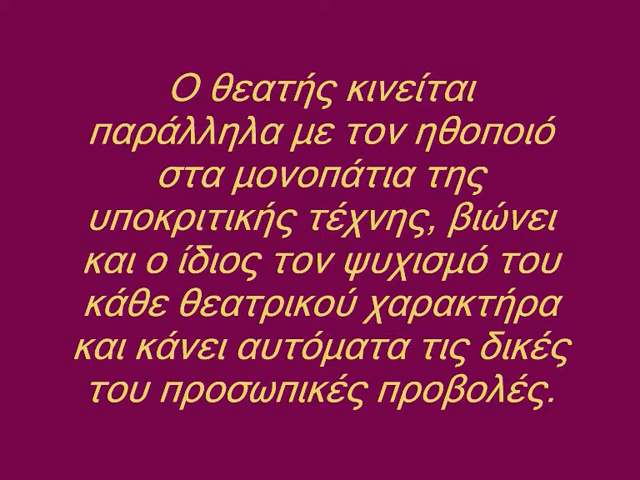 Ο θεατής κινείται
παράλληλα με τον ηθοποιό
στα μονοπάτια της
υποκριτικής τέχνης, βιώνει
και ο ίδιος τον ψυχισμό του
κάθε θεατρικού χαρακτήρα
και κάνει αυτόματα τις δικές
του προσωπικές προβολές.